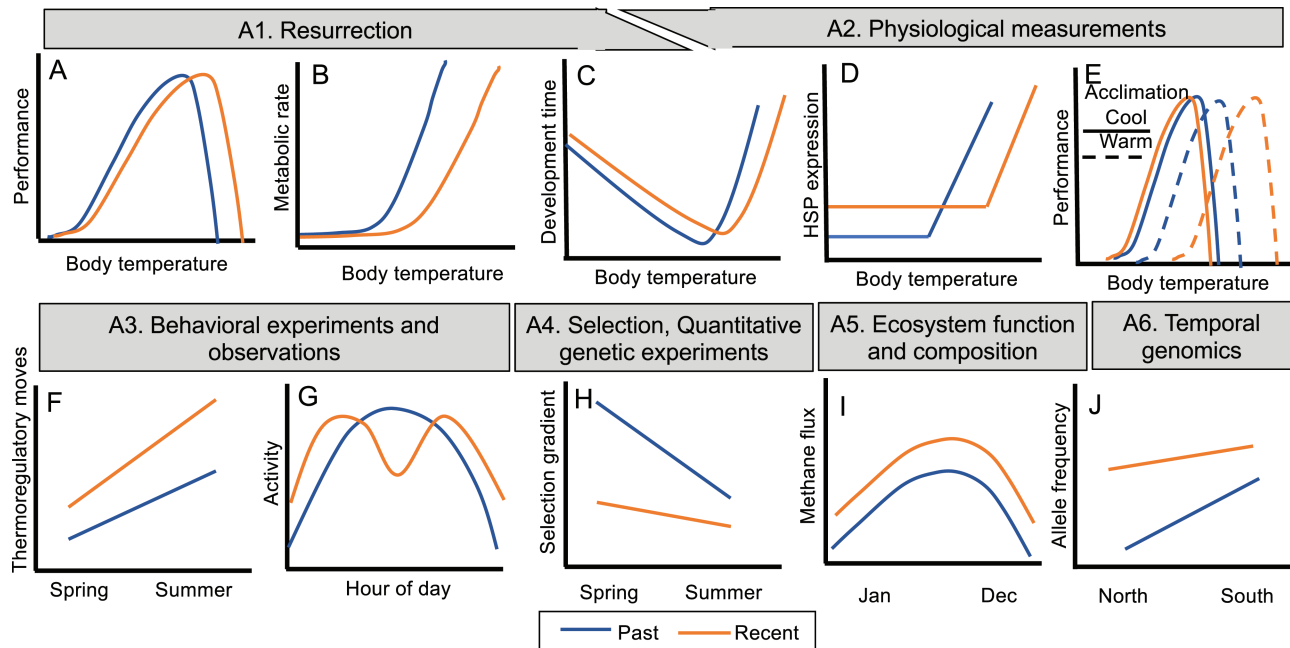 A1. Resurrection
A2. Physiological measurements
A
Performance
Body temperature
B
Metabolic rate
Body temperature
C
Development time
Body temperature
D
HSP expression
Body temperature
E
Acclimation
Cool
Warm
Performance
Body temperature
A3. Behavioral experiments and
observations
A4. Selection, Quantitative
genetic experiments
A5. Ecosystem function
and composition
A6. Temporal
genomics
F
Thermoregulatory moves
Spring Summer
G
Activity
Hour of day
H
Selection gradient
Spring Summer
I
Methane flux
Jan Dec
J
Allele frequency
North South
Past Recent